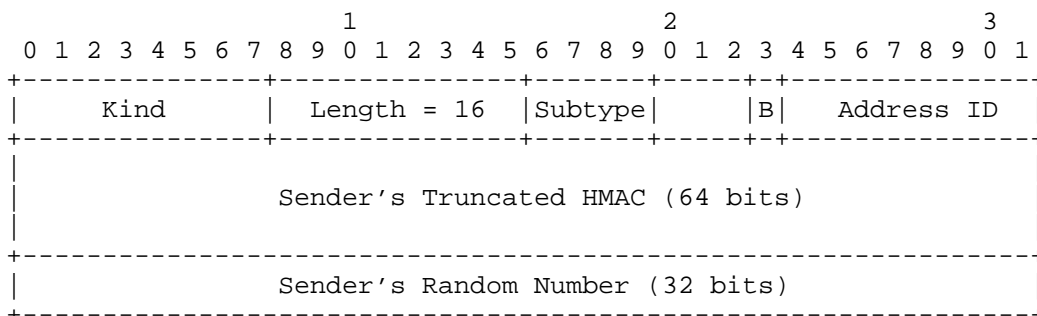 1                   2                   3
 0 1 2 3 4 5 6 7 8 9 0 1 2 3 4 5 6 7 8 9 0 1 2 3 4 5 6 7 8 9 0 1
+---------------+---------------+-------+-----+-+---------------
|     Kind      |  Length = 16  |Subtype|     |B|   Address ID  |
+---------------+---------------+-------+-----+-+---------------
|
|                Sender’s Truncated HMAC (64 bits)
|
+---------------------------------------------------------------
|                Sender’s Random Number (32 bits)
+---------------------------------------------------------------